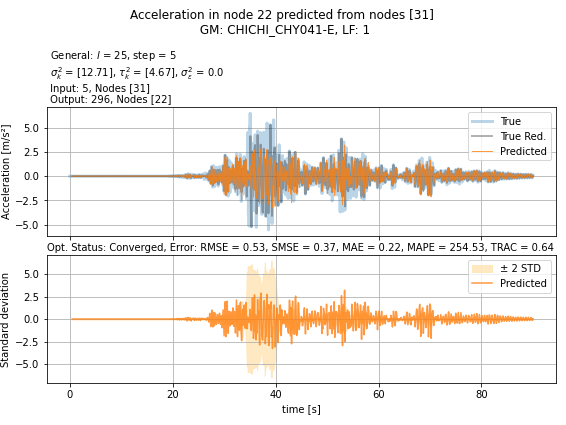 Acceleration in node 22 predicted from nodes [31]
GM: CHICHI_CHY041-E, LF: 1
General: l = 25, step = 5
σ²ₖ = [12.71], τ²ₖ = [4.67], σ²ε = 0.0
Input: 5, Nodes [31]
Output: 296, Nodes [22]
Acceleration [m/s²]
5.0
2.5
0.0
−2.5
−5.0
True
True Red.
Predicted
Opt. Status: Converged, Error: RMSE = 0.53, SMSE = 0.37, MAE = 0.22, MAPE = 254.53, TRAC = 0.64
Standard deviation
5.0
2.5
0.0
−2.5
−5.0
± 2 STD
Predicted
0 20 40 60 80
time [s]